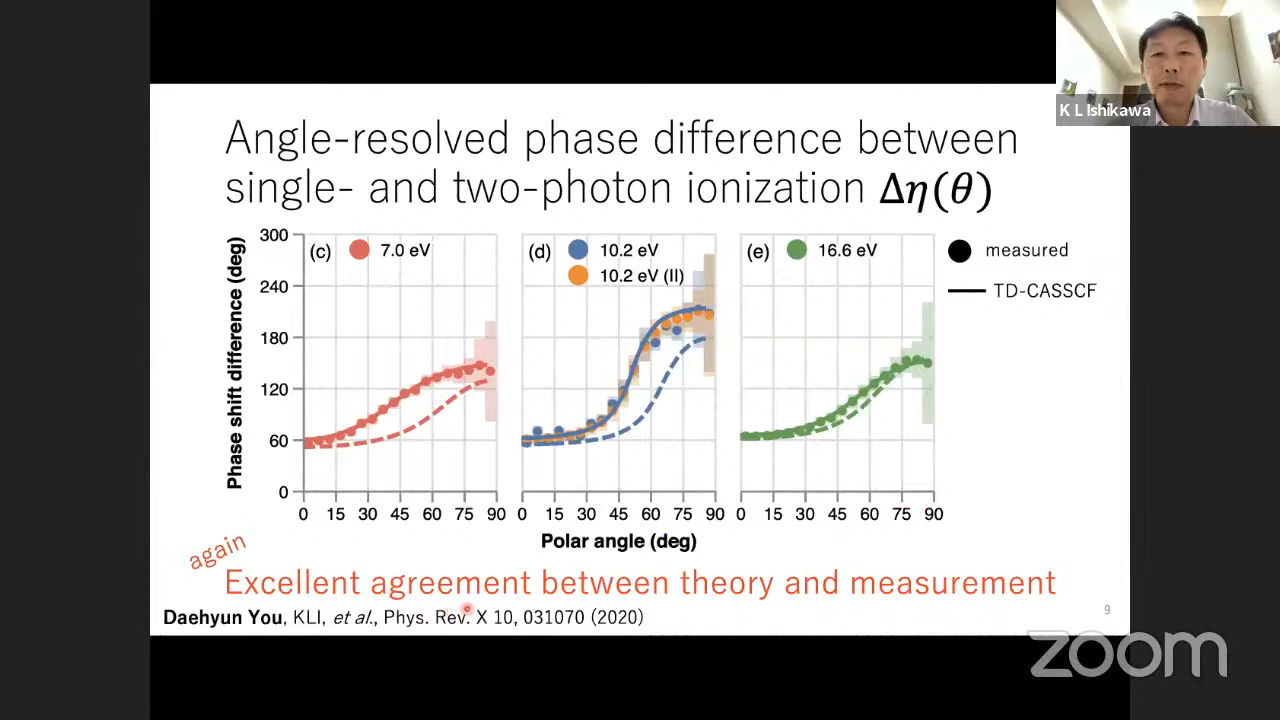 K L Ishikawa
Angle-resolved phase difference between
single- and two-photon ionization Δη(θ)
Phase shift difference (deg)
300
240
180
120
60
0
(c) 7.0 eV
0 15 30 45 60 75 90
(d) 10.2 eV
10.2 eV (II)
0 15 30 45 60 75 90
(e) 16.6 eV
0 15 30 45 60 75 90
measured
TD-CASSCF
Polar angle (deg)
again
Excellent agreement between theory and measurement
Daehyun You, KLI, et al., Phys. Rev. X 10, 031070 (2020)
9
zoom